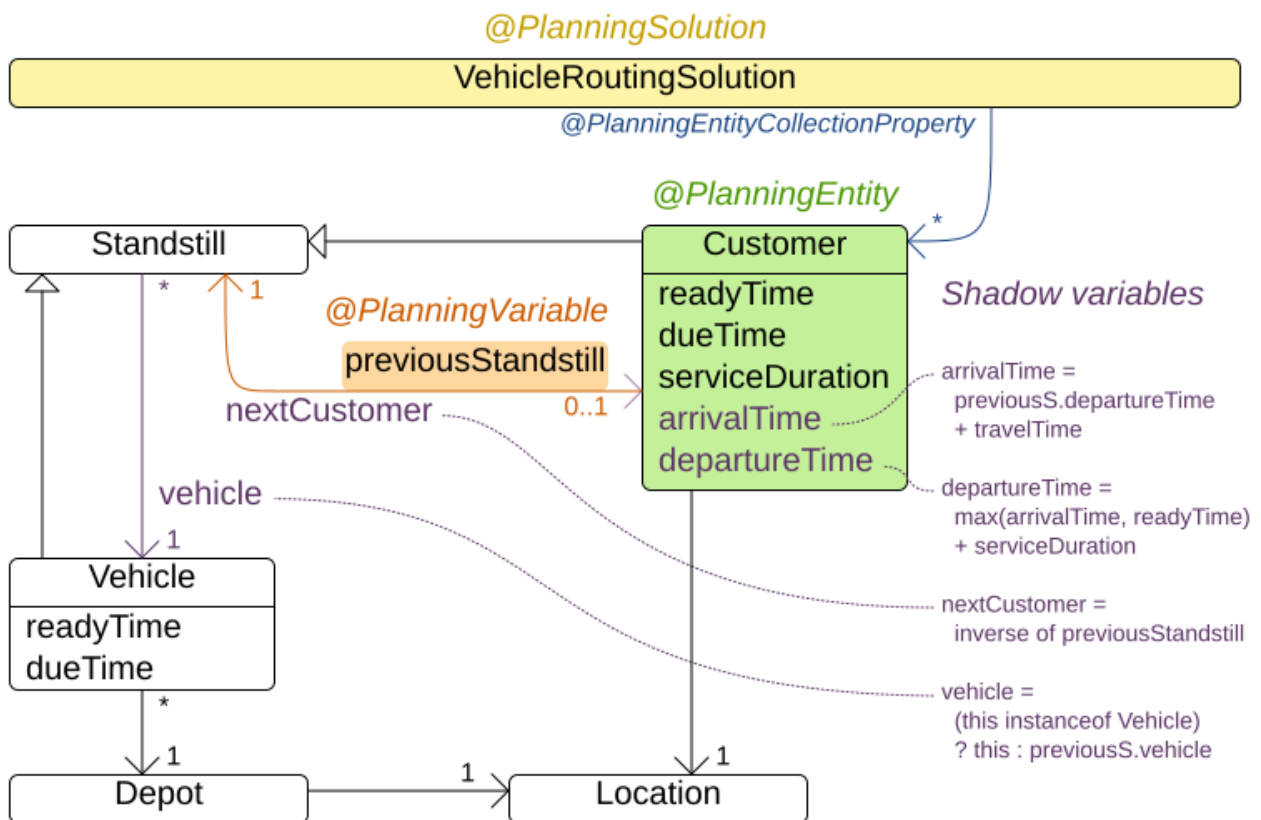 @PlanningSolution
VehicleRoutingSolution
@PlanningEntityCollectionProperty
@PlanningEntity
*
Standstill
Customer
*
1
@PlanningVariable
previousStandstill
0..1
nextCustomer
readyTime
dueTime
serviceDuration
arrivalTime
departureTime
Shadow variables
arrivalTime =
previousS.departureTime
+ travelTime
departureTime =
max(arrivalTime, readyTime)
+ serviceDuration
nextCustomer =
inverse of previousStandstill
vehicle =
(this instanceof Vehicle)
? this : previousS.vehicle
vehicle
1
Vehicle
readyTime
dueTime
*
1
Depot
1
1
Location